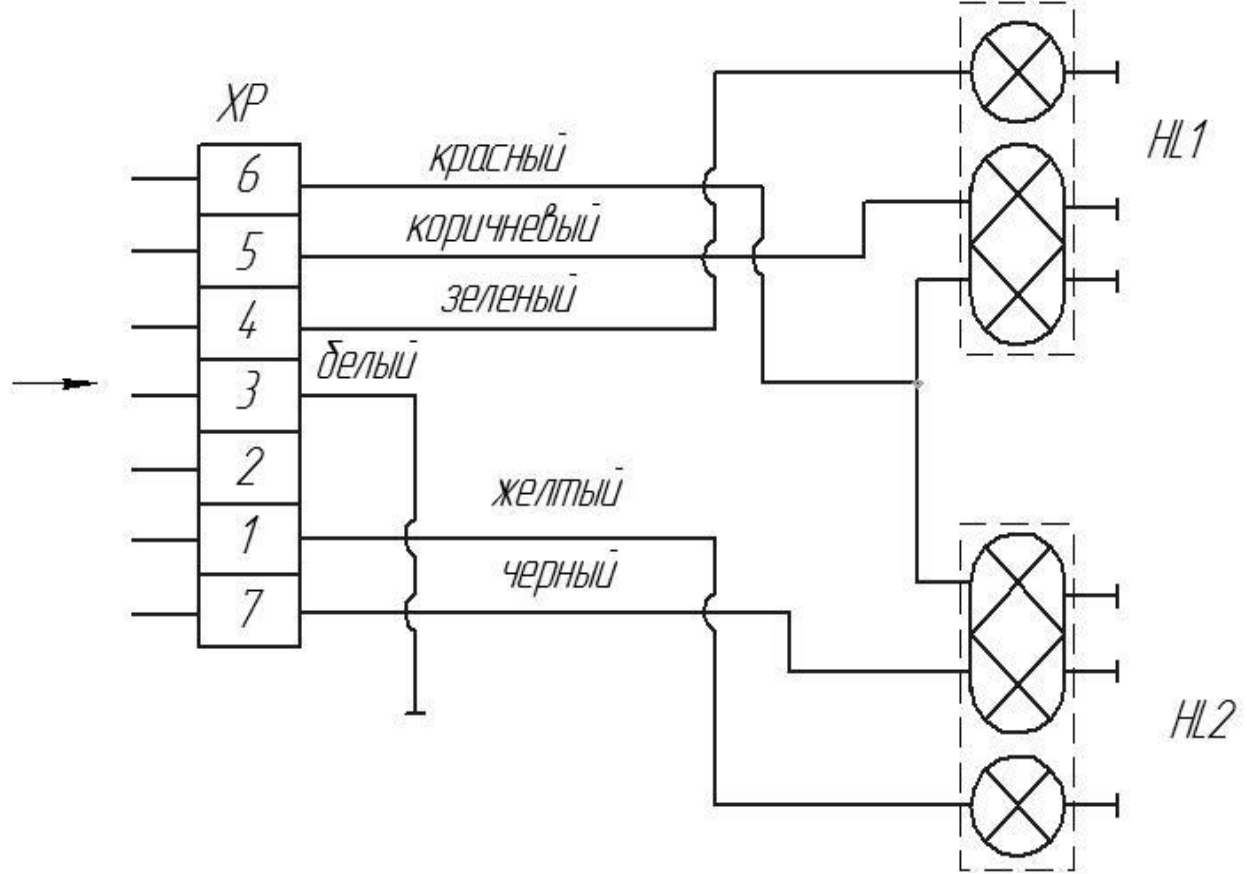 XP
HL1
6 красный
5 коричневый
4 зеленый
3 белый
2
1 желтый
7 черный
HL2